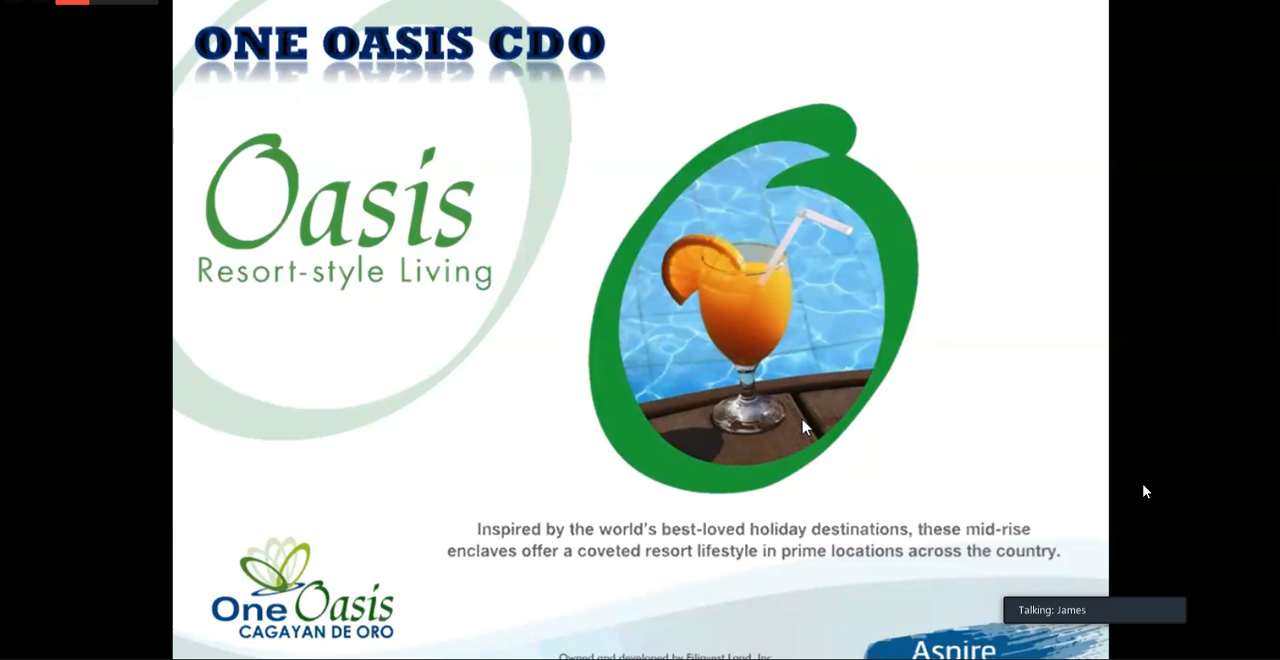 ONE OASIS CDO
Oasis
Resort-style Living
Inspired by the world's best-loved holiday destinations, these mid-rise
enclaves offer a coveted resort lifestyle in prime locations across the country.
One Oasis
CAGAYAN DE ORO
Talking: James
Aspire
Owned and developed by Filinvest Land, Inc.